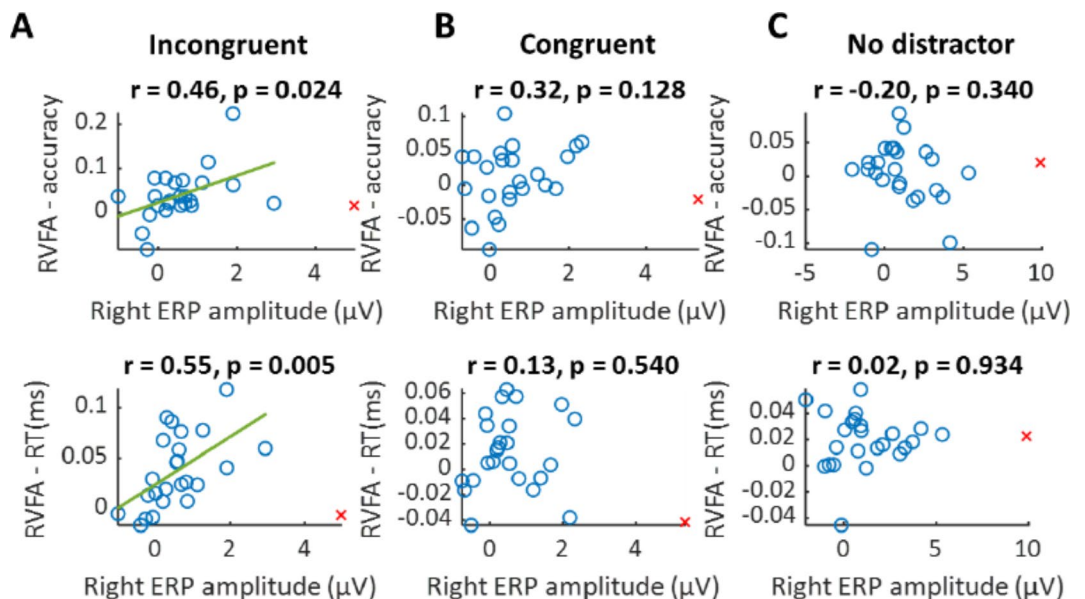 A
Incongruent
r = 0.46, p = 0.024
RVFA - accuracy
0.2
0.1
0
0
2
4
Right ERP amplitude (µV)
B
Congruent
r = 0.32, p = 0.128
RVFA - accuracy
0.1
0.05
0
-0.05
0
2
4
Right ERP amplitude (µV)
C
No distractor
r = -0.20, p = 0.340
RVFA - accuracy
0.05
0
-0.05
-0.1
-5
0
5
10
Right ERP amplitude (µV)
r = 0.55, p = 0.005
RVFA - RT(ms)
0.1
0.05
0
0
2
4
Right ERP amplitude (µV)
r = 0.13, p = 0.540
RVFA - RT(ms)
0.06
0.04
0.02
0
-0.02
-0.04
0
2
4
Right ERP amplitude (µV)
r = 0.02, p = 0.934
RVFA - RT(ms)
0.04
0.02
0
-0.02
-0.04
0
5
10
Right ERP amplitude (µV)